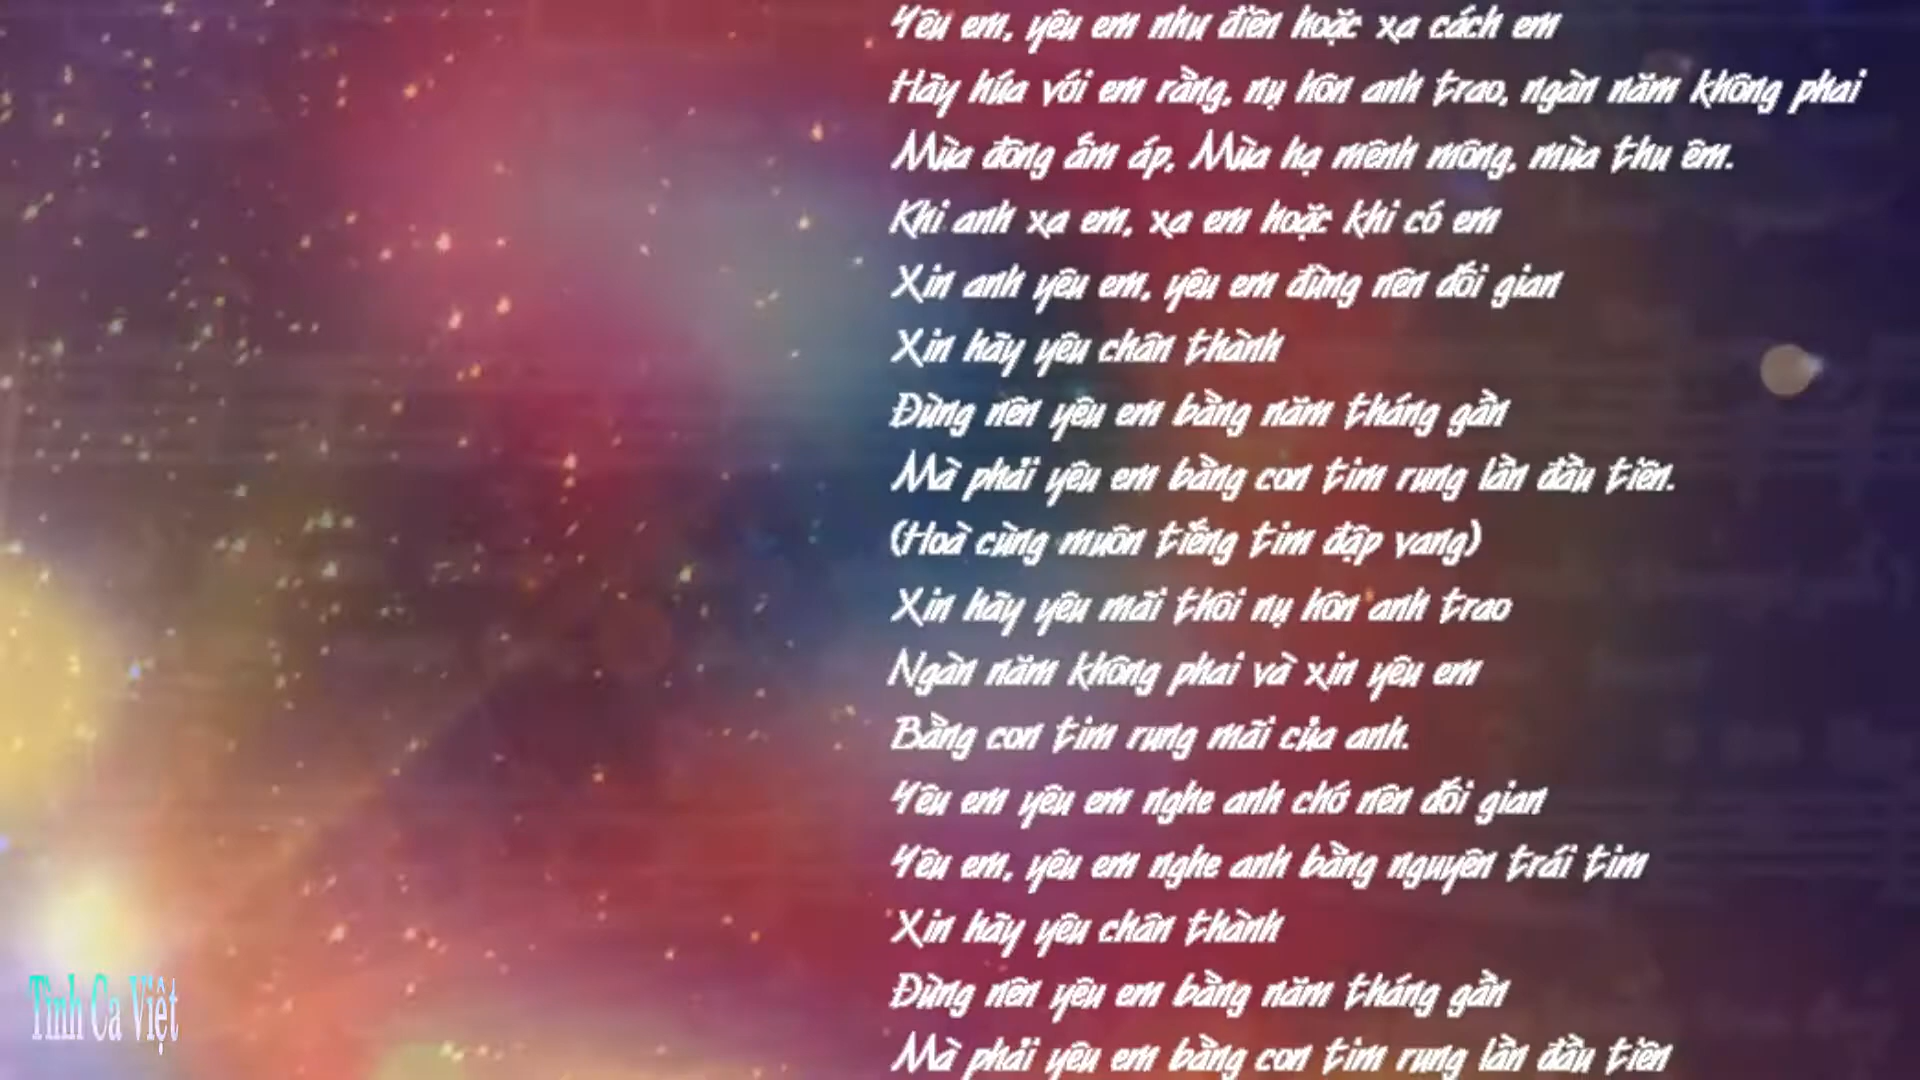 Yêu em, yêu em như điên hoặc xa cách em
Hãy hứa với em rằng, nụ hôn anh trao, ngàn năm không phai
Mùa đông ấm áp, Mùa hạ mênh mông, mùa thu êm.
Khi anh xa em, xa em hoặc khi có em
Xin anh yêu em, yêu em đừng nên dối gian
Xin hãy yêu chân thành
Đừng nên yêu em bằng năm tháng gần
Mà phải yêu em bằng con tim rung lần đầu tiên.
(Hoà cùng muôn tiếng tim đập vang)
Xin hãy yêu mãi thôi nụ hôn anh trao
Ngàn năm không phai và xin yêu em
Bằng con tim rung mãi của anh.
Yêu em yêu em nghe anh chớ nên dối gian
Yêu em, yêu em nghe anh bằng nguyên trái tim
Xin hãy yêu chân thành
Đừng nên yêu em bằng năm tháng gần
Mà phải yêu em bằng con tim rung lần đầu tiên
Tình Ca Việt